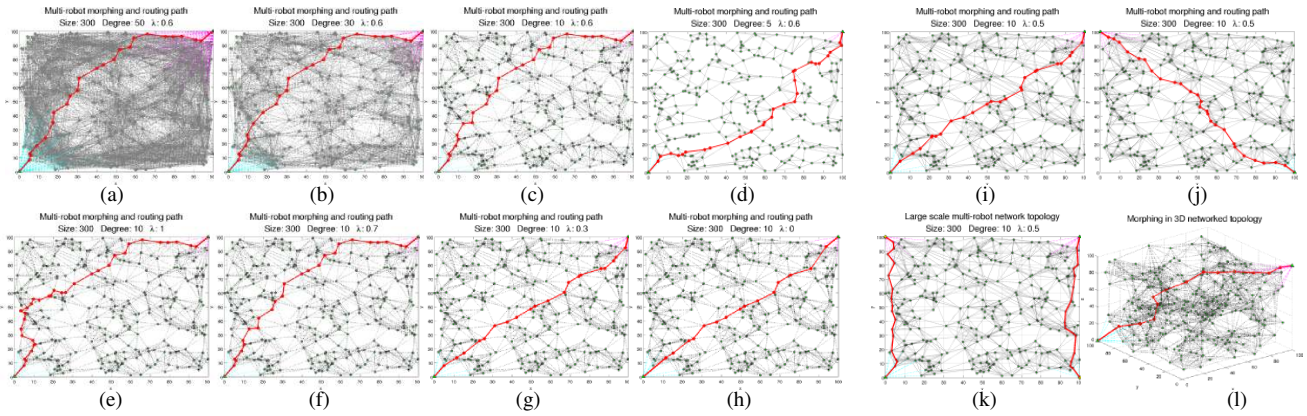 Multi-robot morphing and routing path
Size: 300 Degree: 50 λ: 0.6
(a)
Multi-robot morphing and routing path
Size: 300 Degree: 30 λ: 0.6
(b)
Multi-robot morphing and routing path
Size: 300 Degree: 10 λ: 0.6
(c)
Multi-robot morphing and routing path
Size: 300 Degree: 5 λ: 0.6
(d)
Multi-robot morphing and routing path
Size: 300 Degree: 10 λ: 0.5
(i)
Multi-robot morphing and routing path
Size: 300 Degree: 10 λ: 0.5
(j)
Multi-robot morphing and routing path
Size: 300 Degree: 10 λ: 1
(e)
Multi-robot morphing and routing path
Size: 300 Degree: 10 λ: 0.7
(f)
Multi-robot morphing and routing path
Size: 300 Degree: 10 λ: 0.3
(g)
Multi-robot morphing and routing path
Size: 300 Degree: 10 λ: 0
(h)
Large scale multi-robot network topology
Size: 300 Degree: 10 λ: 0.5
(k)
Morphing in 3D networked topology
(l)